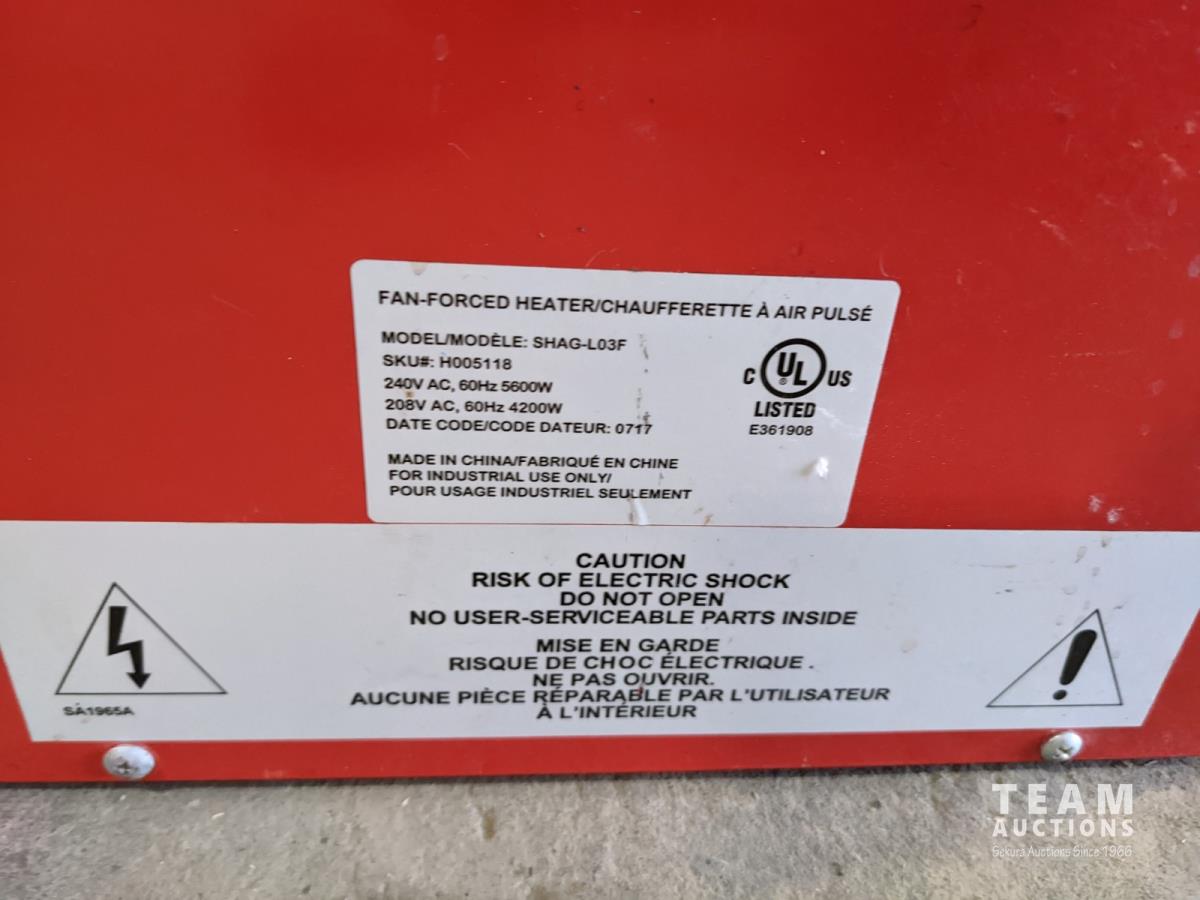 FAN-FORCED HEATER/CHAUFFERETTE À AIR PULSÉ
MODEL/MODÈLE: SHAG-L03F
SKU#: H005118
240V AC, 60Hz 5600W
208V AC, 60Hz 4200W
DATE CODE/CODE DATEUR: 0717
MADE IN CHINA/FABRIQUÉ EN CHINE
FOR INDUSTRIAL USE ONLY/
POUR USAGE INDUSTRIEL SEULEMENT
C UL ® US
LISTED
E361908
CAUTION
RISK OF ELECTRIC SHOCK
DO NOT OPEN
NO USER-SERVICEABLE PARTS INSIDE
MISE EN GARDE
RISQUE DE CHOC ÉLECTRIQUE .
NE PAS OUVRIR.
AUCUNE PIÈCE RÉPARABLE PAR L'UTILISATEUR
À L'INTÉRIEUR
SA1965A
TEAM
AUCTIONS
Sekura Auctions Since 1966